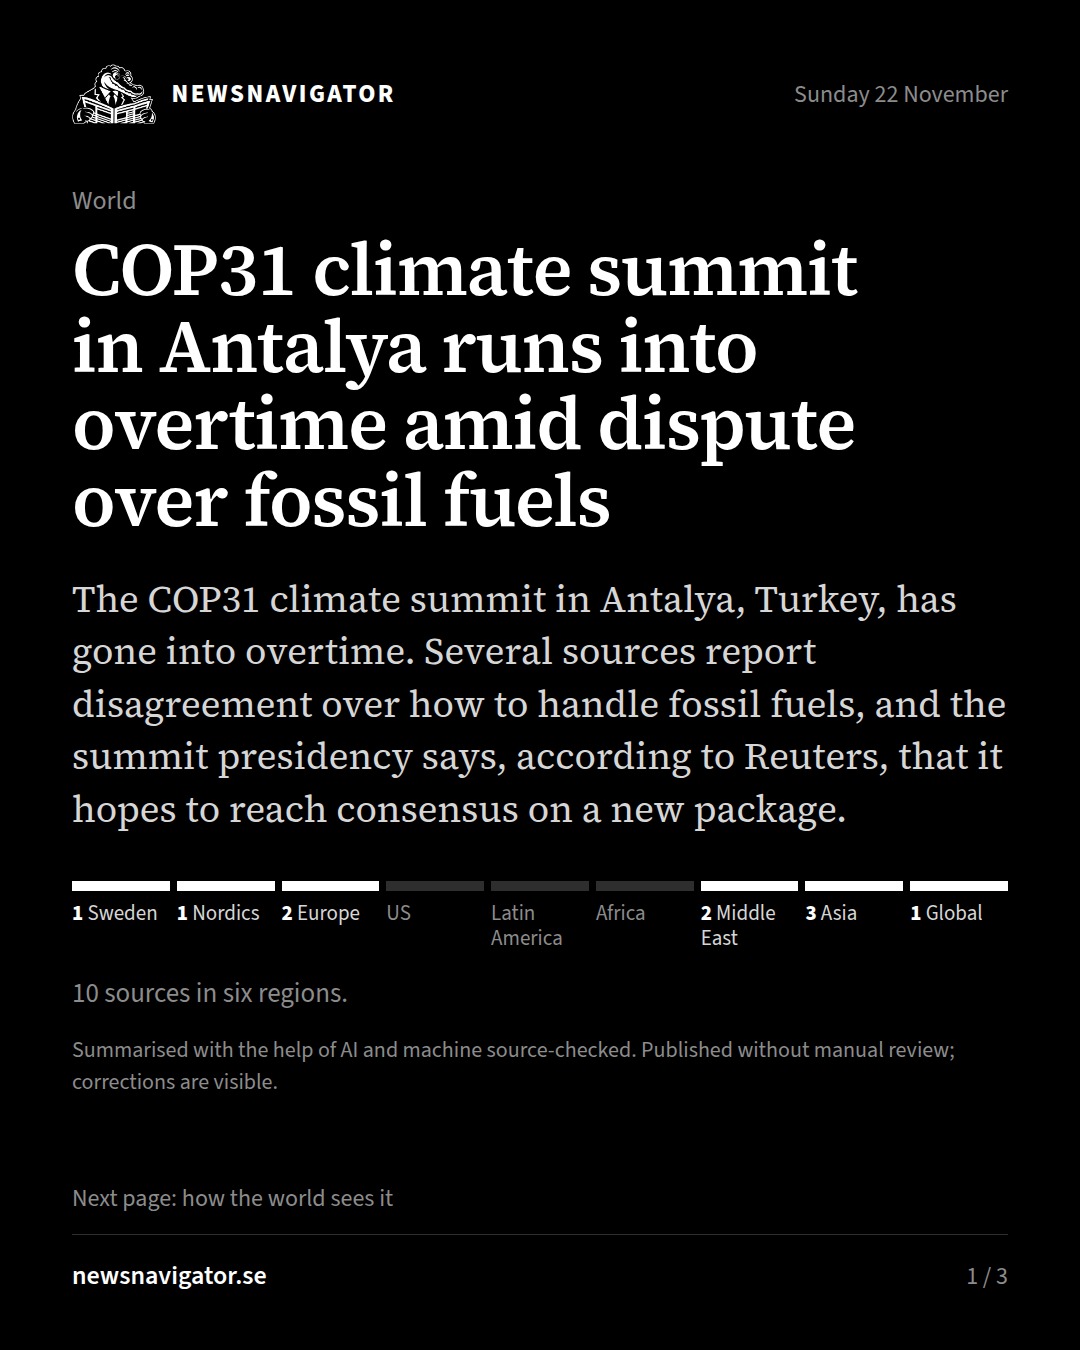 NEWSNAVIGATOR
Sunday 22 November
World
COP31 climate summit
in Antalya runs into
overtime amid dispute
over fossil fuels
The COP31 climate summit in Antalya, Turkey, has
gone into overtime. Several sources report
disagreement over how to handle fossil fuels, and the
summit presidency says, according to Reuters, that it
hopes to reach consensus on a new package.
1 Sweden
1 Nordics
2 Europe
US
Latin
America
Africa
2 Middle
East
3 Asia
1 Global
10 sources in six regions.
Summarised with the help of AI and machine source-checked. Published without manual review;
corrections are visible.
Next page: how the world sees it
newsnavigator.se
1 / 3